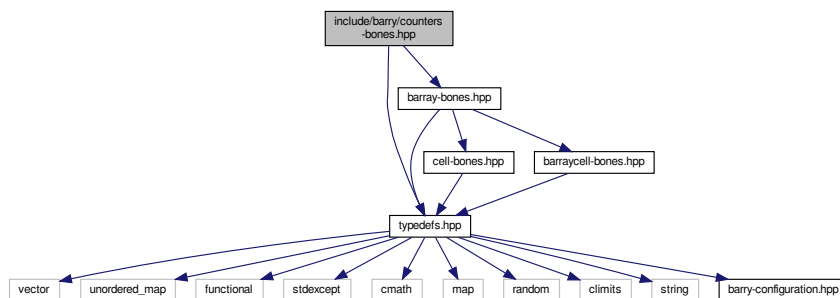 include/barry/counters
-bones.hpp
barray-bones.hpp
cell-bones.hpp
barraycell-bones.hpp
typedefs.hpp
vector
unordered_map
functional
stdexcept
cmath
map
random
climits
string
barry-configuration.hpp